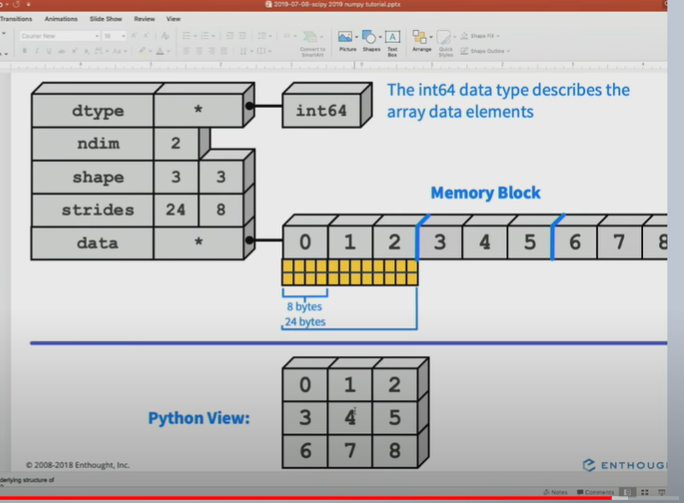 2019-07-08-scipy 2019 numpy tutorial.pptx
Transitions Animations Slide Show Review View
Courier New 18
Shape Fill
Convert to SmartArt Picture Shapes Text Box Arrange Quick Styles Shape Outline
The int64 data type describes the
array data elements
dtype * int64
ndim 2
shape 3 3
Memory Block
strides 24 8
data * 0 1 2 3 4 5 6 7 8
8 bytes
24 bytes
0 1 2
Python View: 3 4 5
6 7 8
© 2008-2018 Enthought, Inc.
ENTHOUG
derlying structure of
Notes Comments